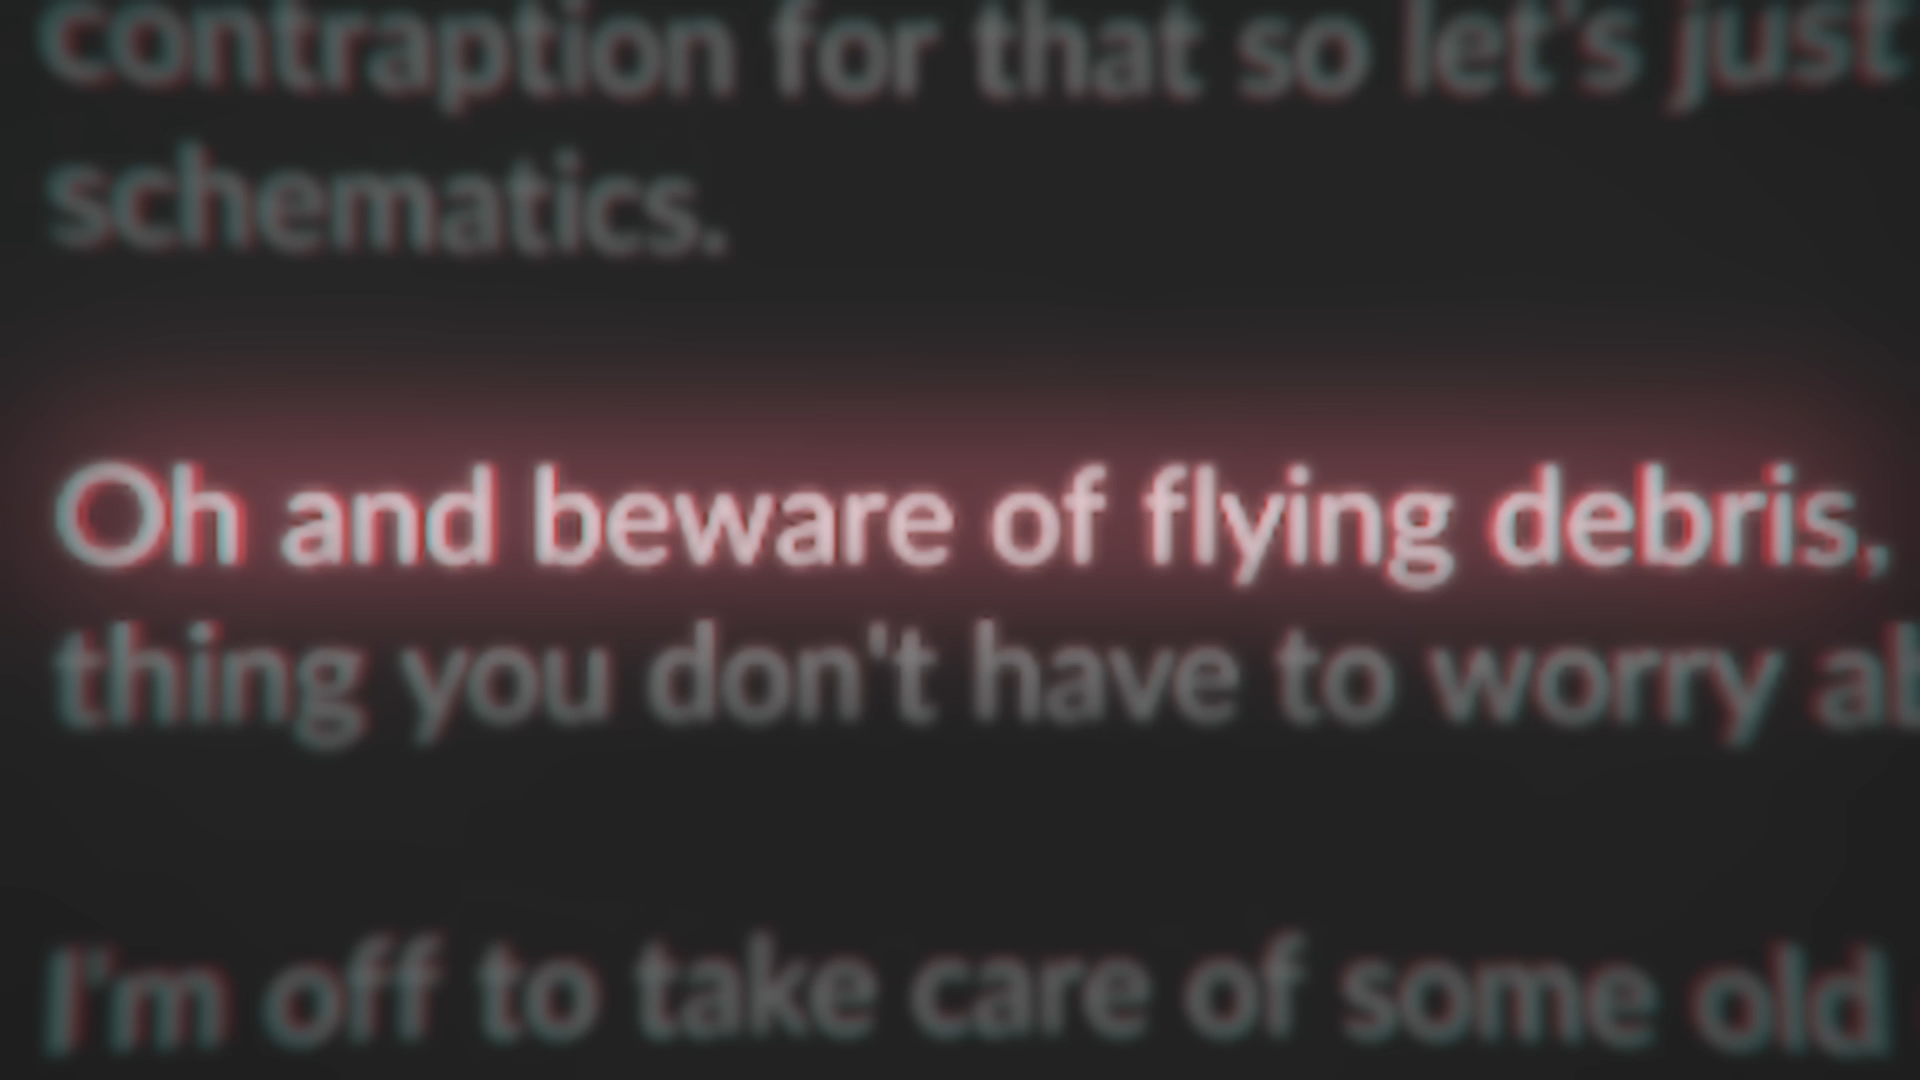 contraption for that so let's just
schematics.
Oh and beware of flying debris,
thing you don't have to worry
I'm off to take care of some old